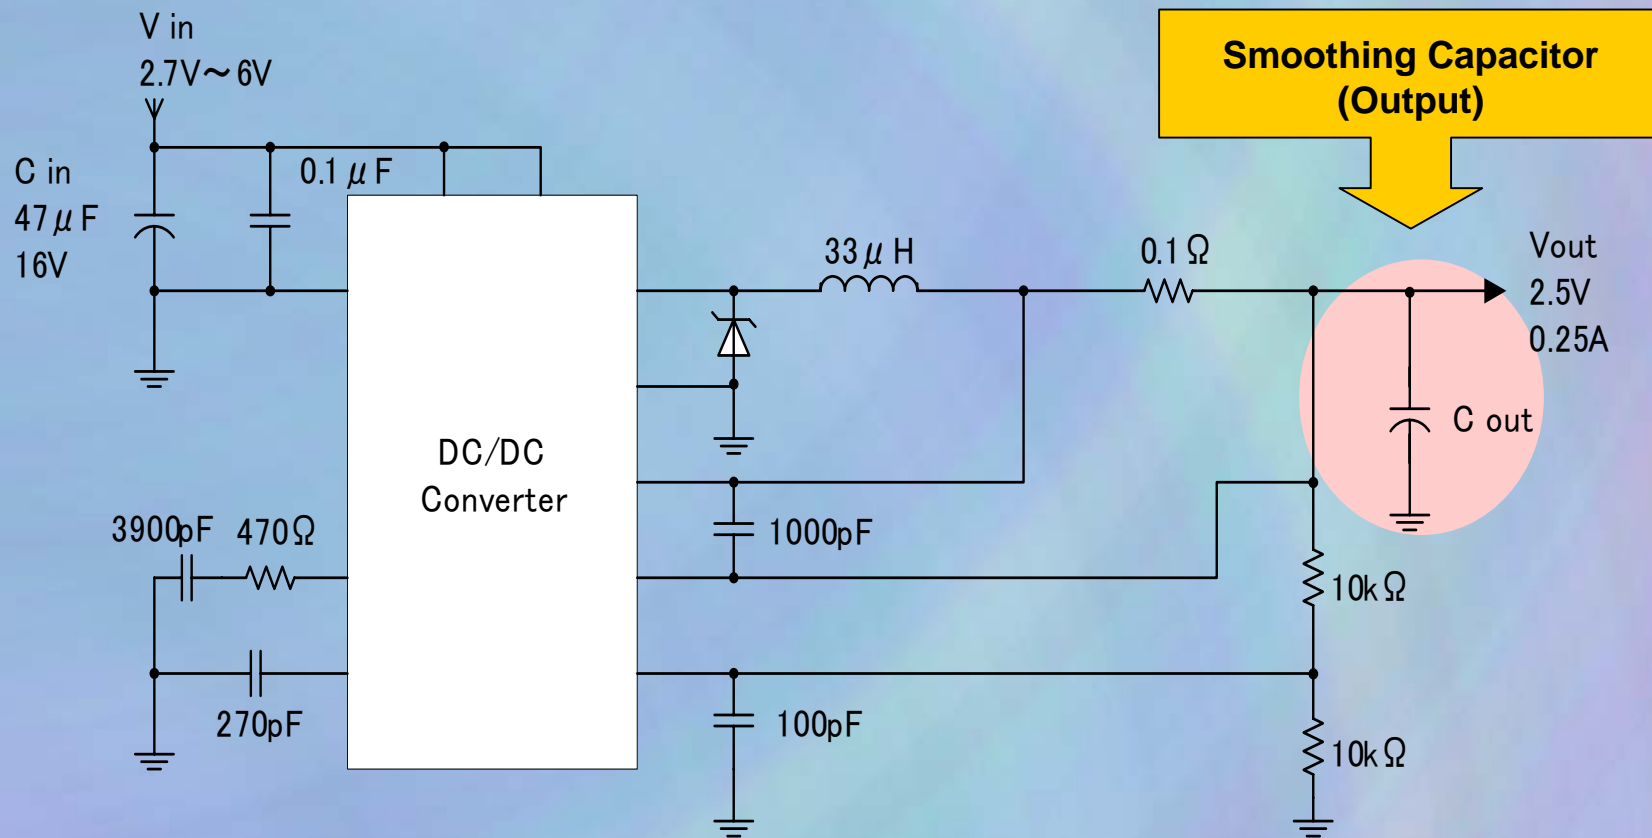 V in
2.7V～6V
Smoothing Capacitor
(Output)
C in
47μF
16V
0.1μF
33μH
0.1Ω
Vout
2.5V
0.25A
C out
DC/DC
Converter
3900pF
470Ω
1000pF
10kΩ
270pF
100pF
10kΩ